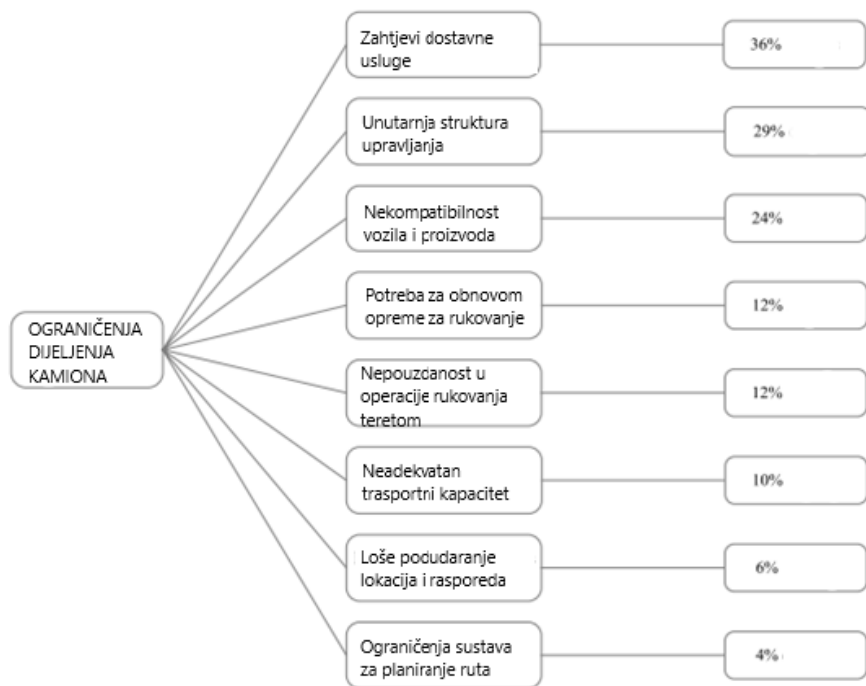 Zahtjevi dostavne
usluge
36%
Unutarnja struktura
upravljanja
29%
Nekompatibilnost
vozila i proizvoda
24%
Potreba za obnovom
opreme za rukovanje
12%
OGRANIČENJA
DIJELJENJA
KAMIONA
Nepouzdanost u
operacije rukovanja
teretom
12%
Neadekvatan
trasportni kapacitet
10%
Loše podudaranje
lokacija i rasporeda
6%
Ograničenja sustava
za planiranje ruta
4%